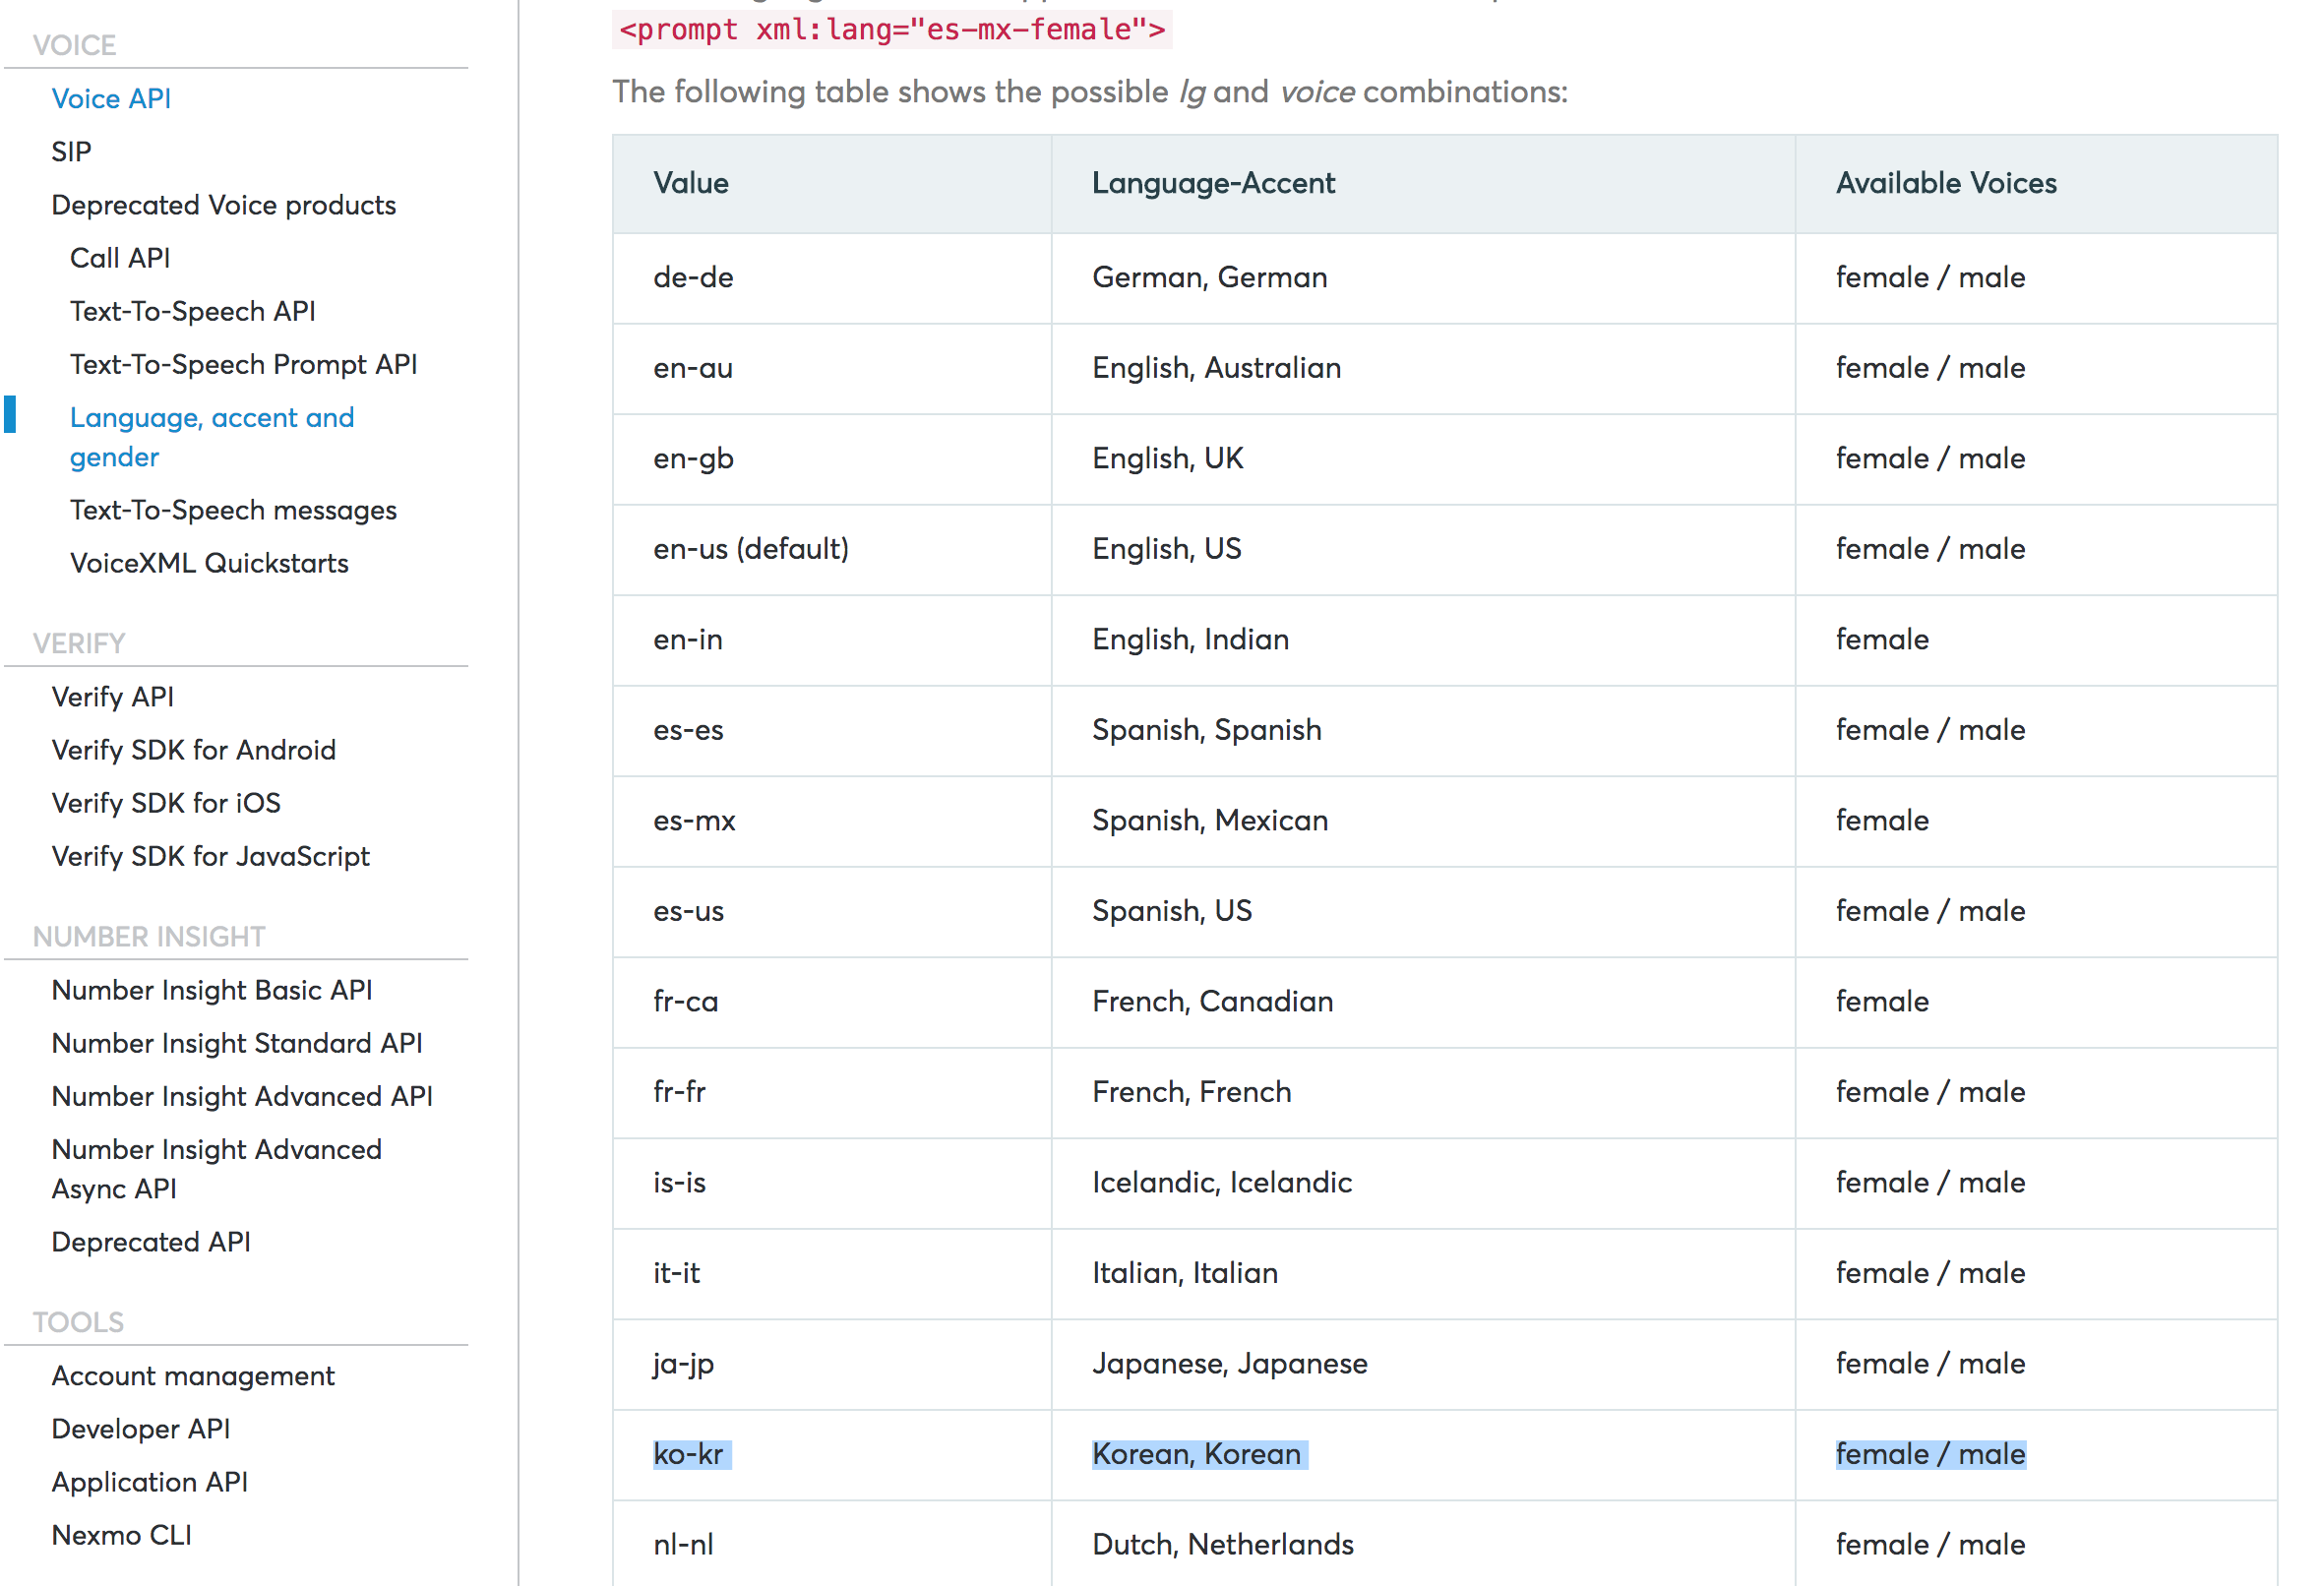 VOICE
Voice API
SIP
Deprecated Voice products
Call API
Text-To-Speech API
Text-To-Speech Prompt API
Language, accent and
gender
Text-To-Speech messages
VoiceXML Quickstarts
VERIFY
Verify API
Verify SDK for Android
Verify SDK for iOS
Verify SDK for JavaScript
NUMBER INSIGHT
Number Insight Basic API
Number Insight Standard API
Number Insight Advanced API
Number Insight Advanced
Async API
Deprecated API
TOOLS
Account management
Developer API
Application API
Nexmo CLI
<prompt xml:lang="es-mx-female">
The following table shows the possible lg and voice combinations:
Value Language-Accent Available Voices
de-de German, German female / male
en-au English, Australian female / male
en-gb English, UK female / male
en-us (default) English, US female / male
en-in English, Indian female
es-es Spanish, Spanish female / male
es-mx Spanish, Mexican female
es-us Spanish, US female / male
fr-ca French, Canadian female
fr-fr French, French female / male
is-is Icelandic, Icelandic female / male
it-it Italian, Italian female / male
ja-jp Japanese, Japanese female / male
ko-kr Korean, Korean female / male
nl-nl Dutch, Netherlands female / male